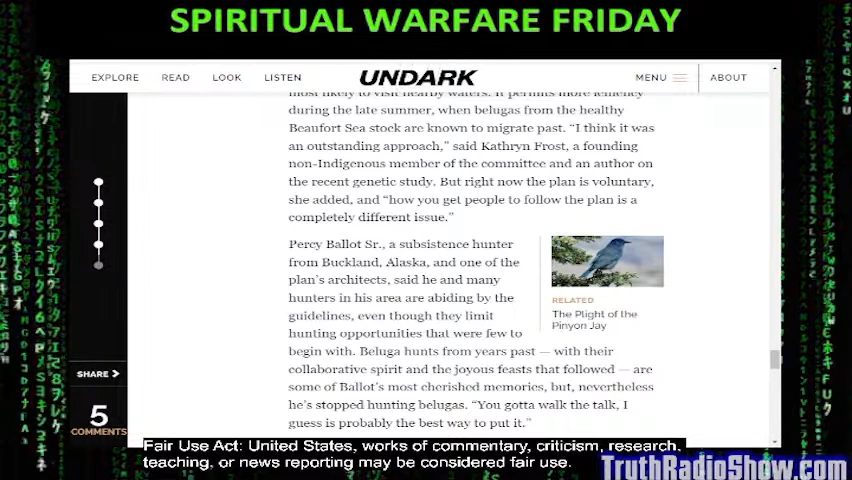 SPIRITUAL WARFARE FRIDAY
EXPLORE READ LOOK LISTEN UNDARK MENU ABOUT
most likely to visit nearby waters. It permits more leniency
during the late summer, when belugas from the healthy
Beaufort Sea stock are known to migrate past. “I think it was
an outstanding approach,” said Kathryn Frost, a founding
non-Indigenous member of the committee and an author on
the recent genetic study. But right now the plan is voluntary,
she added, and “how you get people to follow the plan is a
completely different issue.”
Percy Ballot Sr., a subsistence hunter
from Buckland, Alaska, and one of the
plan’s architects, said he and many
hunters in his area are abiding by the
guidelines, even though they limit
hunting opportunities that were few to
begin with. Beluga hunts from years past — with their
collaborative spirit and the joyous feasts that followed — are
some of Ballot’s most cherished memories, but, nevertheless
he’s stopped hunting belugas. “You gotta walk the talk, I
guess is probably the best way to put it.”
RELATED
The Plight of the
Pinyon Jay
SHARE
5
COMMENTS
Fair Use Act: United States, works of commentary, criticism, research,
teaching, or news reporting may be considered fair use.
TruthRadioShow.com